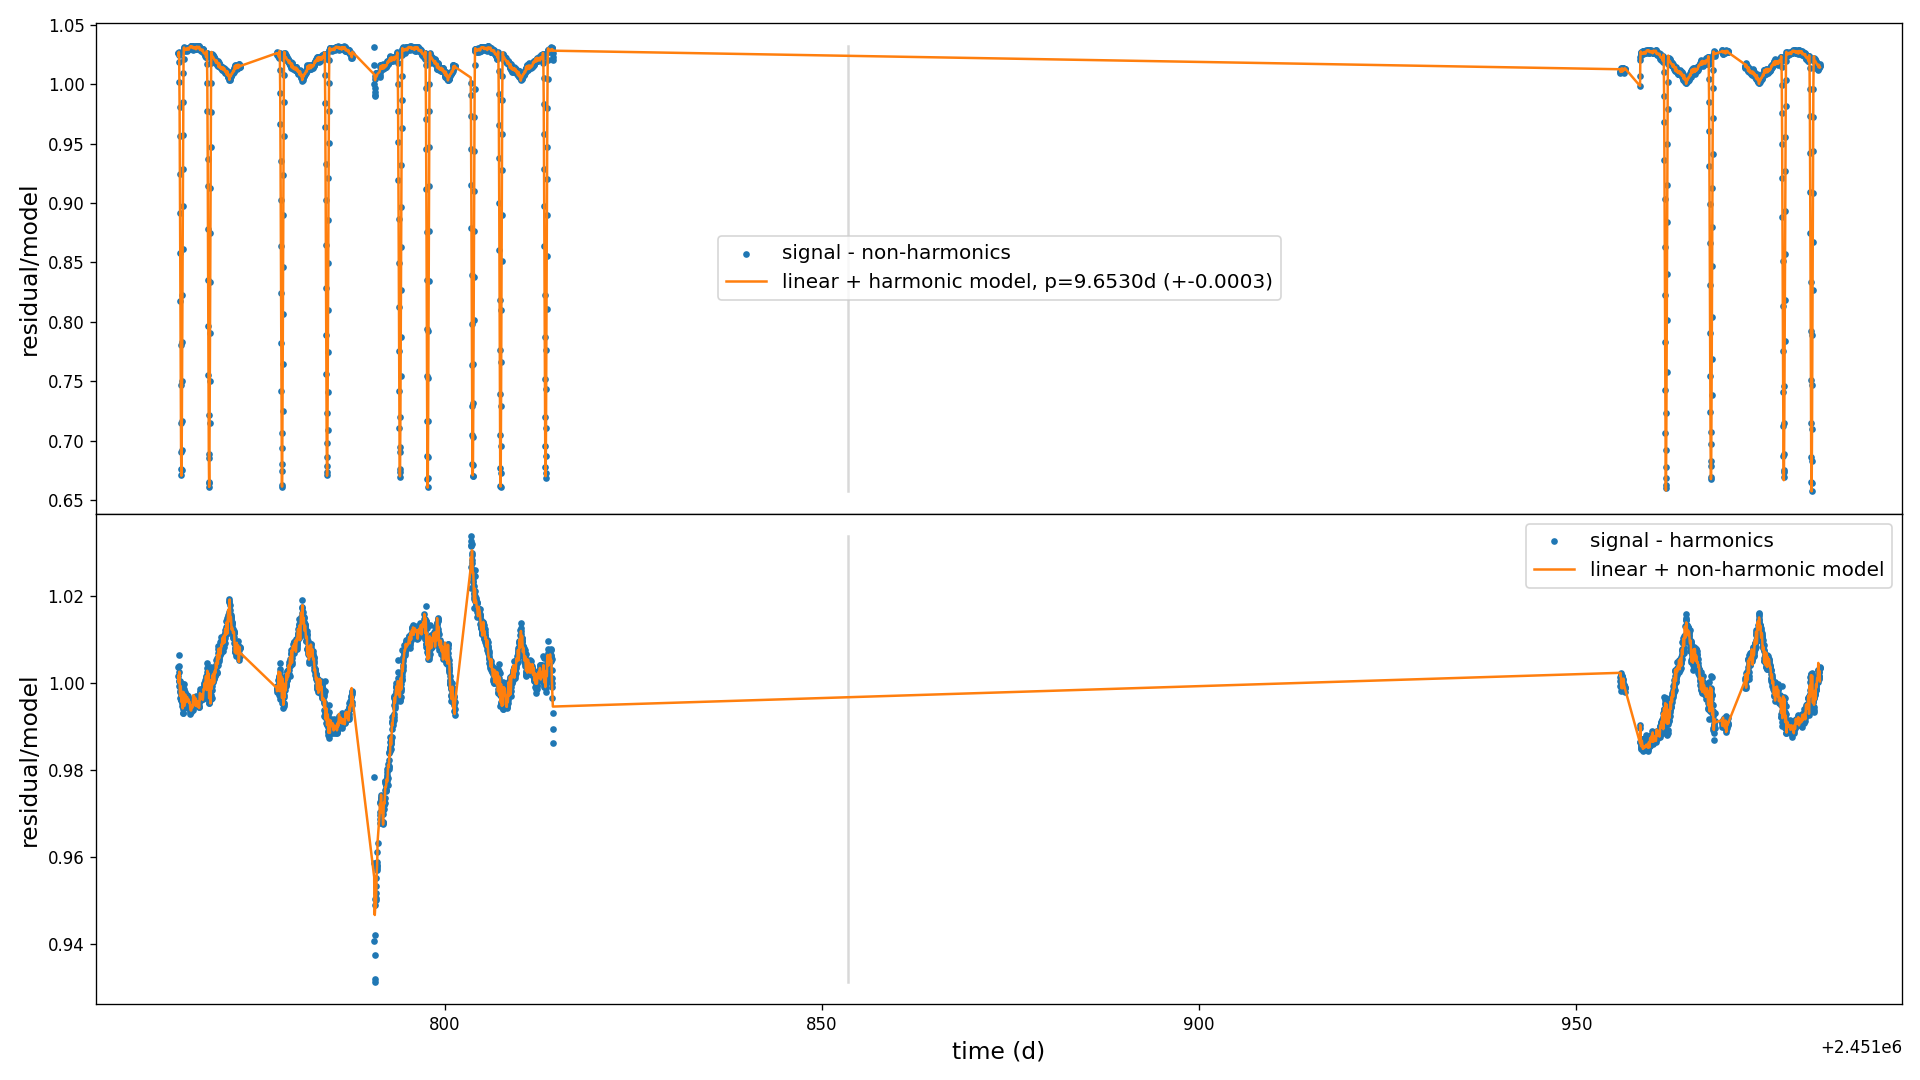 1.05
1.00
0.95
0.90
0.85
0.80
0.75
0.70
0.65
residual/model
signal - non-harmonics
linear + harmonic model, p=9.6530d (+-0.0003)
1.02
1.00
0.98
0.96
0.94
residual/model
signal - harmonics
linear + non-harmonic model
800
850
900
950
time (d)
+2.451e6